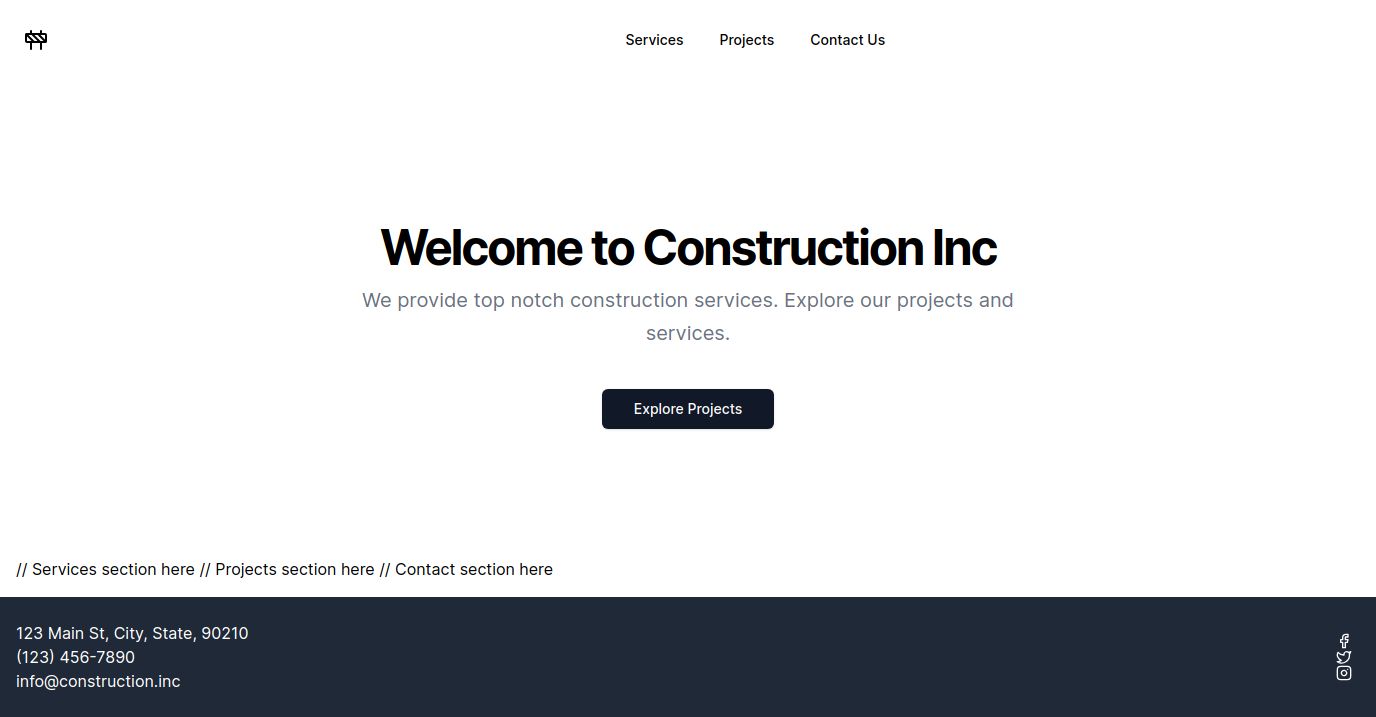 Services Projects Contact Us
Welcome to Construction Inc
We provide top notch construction services. Explore our projects and
services.
Explore Projects
// Services section here // Projects section here // Contact section here
123 Main St, City, State, 90210
(123) 456-7890
info@construction.inc